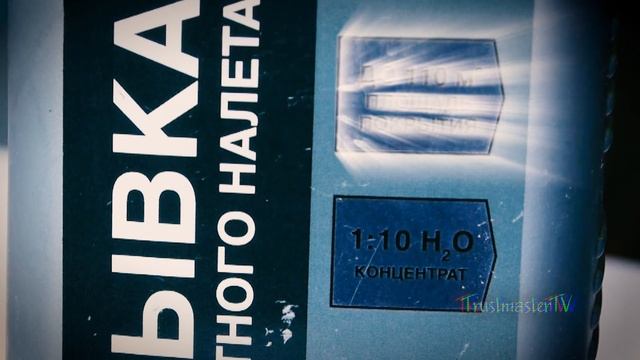 ЫВКА
ТНОГО НАЛЕТА
1:10 H₂O
КОНЦЕНТРАТ
TrustmasterTV